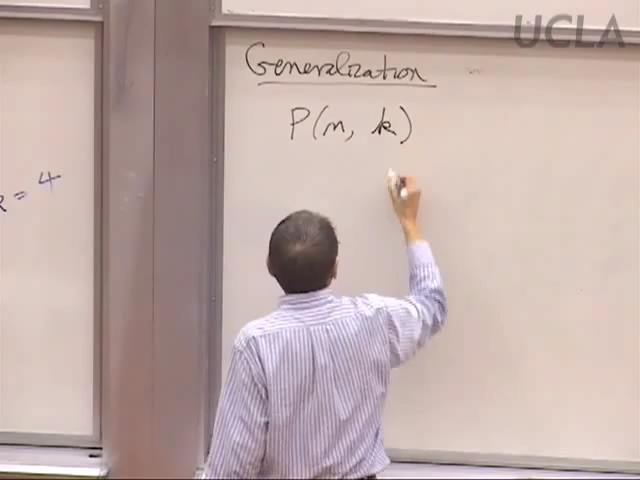 UCLA
Generalization
P(n, k)
= 4